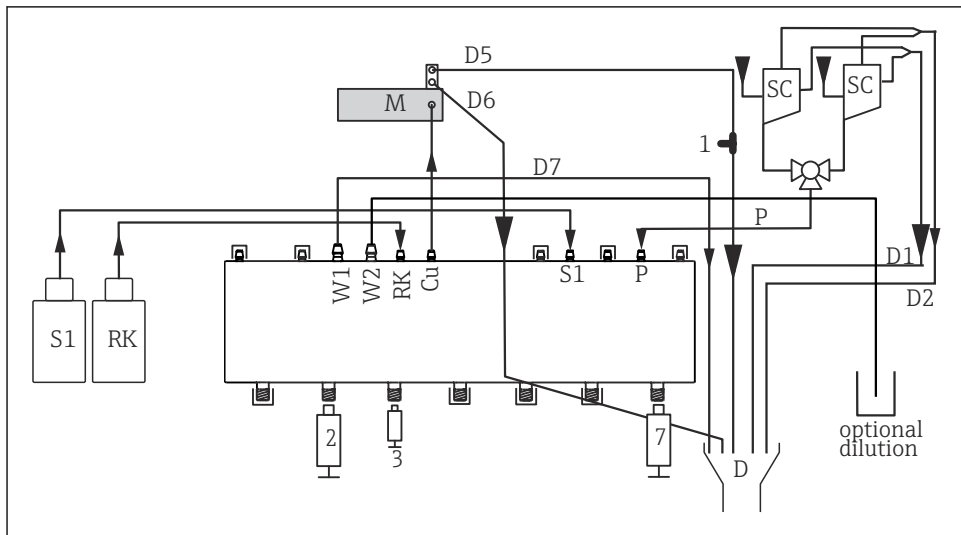 D5
SC
SC
M
D6
1
D7
P
W1
W2
RK
Cu
S1
P
D1
D2
S1
RK
2
3
7
D
optional
dilution